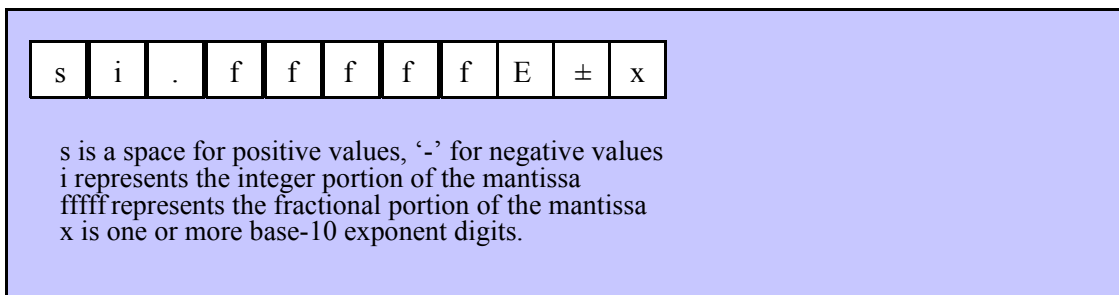 s i . f f f f f E ± x
s is a space for positive values, ‘-’ for negative values
i represents the integer portion of the mantissa
fffff represents the fractional portion of the mantissa
x is one or more base-10 exponent digits.